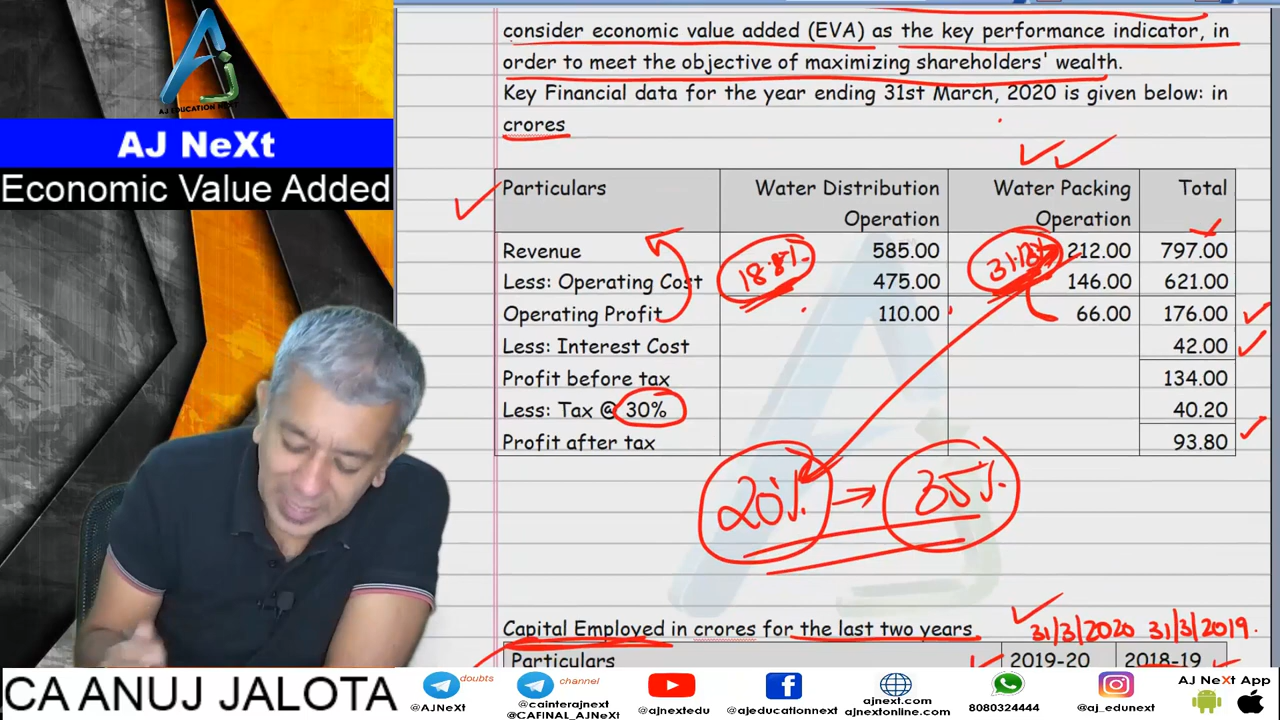 Aj
AJ EDUCATION NEXT
AJ NeXt
Economic Value Added
consider economic value added (EVA) as the key performance indicator, in
order to meet the objective of maximizing shareholders' wealth.
Key Financial data for the year ending 31st March, 2020 is given below: in
crores
Particulars Water Distribution Operation Water Packing Operation Total
Revenue 18.8% 585.00 31.13% 212.00 797.00
Less: Operating Cost 475.00 146.00 621.00
Operating Profit 110.00 66.00 176.00
Less: Interest Cost 42.00
Profit before tax 134.00
Less: Tax @ 30% 40.20
Profit after tax 93.80
20% → 35%
Capital Employed in crores for the last two years 31/3/2020 31/3/2019.
Particulars 2019-20 2018-19
CA ANUJ JALOTA
doubts
@AJNeXt
channel
@cainterajnext
@CAFINAL_AJNeXt
@ajnextedu
@ajeducationnext
ajnext.com
ajnextonline.com
8080324444
@aj_edunext
AJ NeXt App